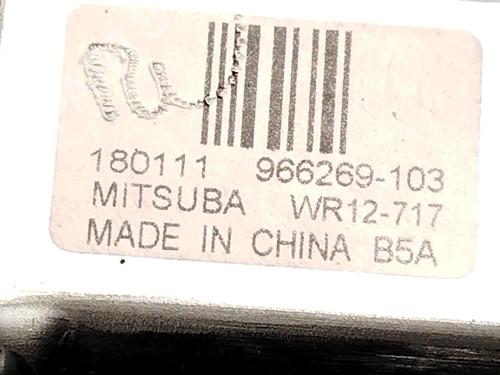 180111 966269-103
MITSUBA WR12-717
MADE IN CHINA B5A